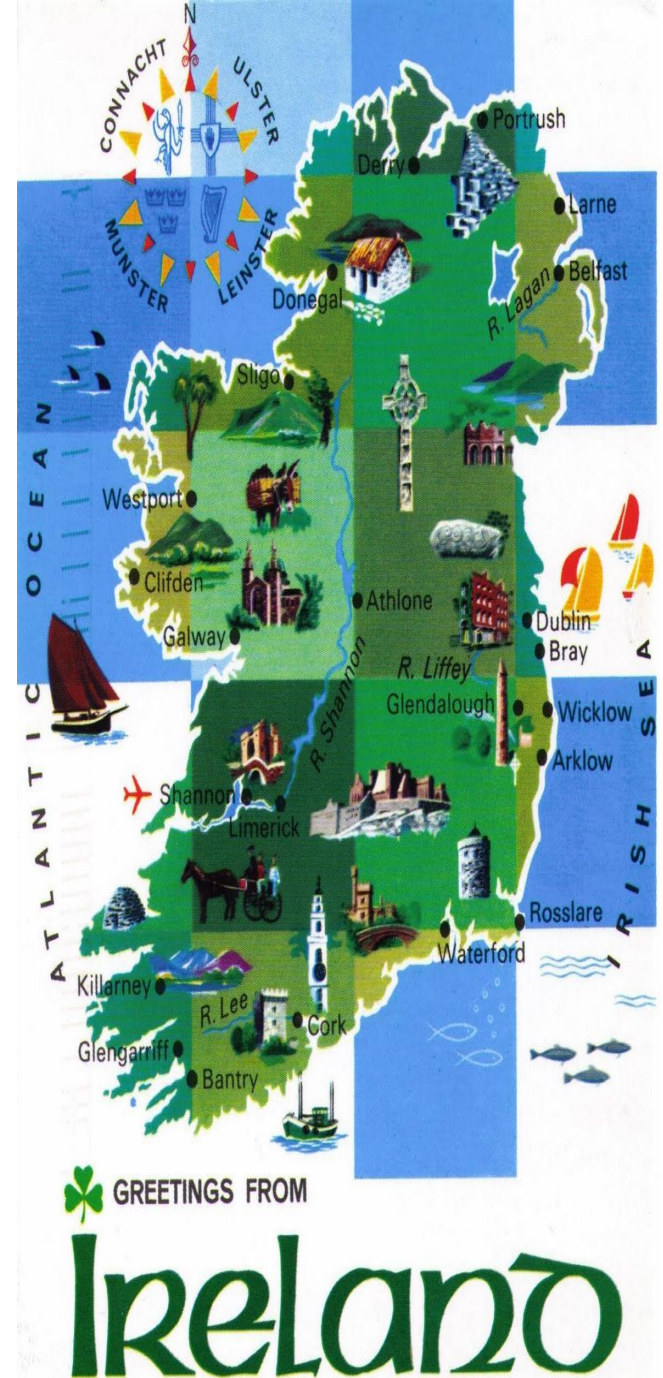 N
CONNACHT
ULSTER
MUNSTER
LEINSTER
Portrush
Derry
Larne
Belfast
R. Lagan
Donegal
Sligo
Westport
Clifden
Galway
Athlone
Dublin
Bray
R. Liffey
R. Shannon
Glendalough
Wicklow
Arklow
Shannon
Limerick
Rosslare
Waterford
Killarney
R. Lee
Cork
Glengarriff
Bantry
ATLANTIC OCEAN
IRISH SEA
GREETINGS FROM
IRELAND